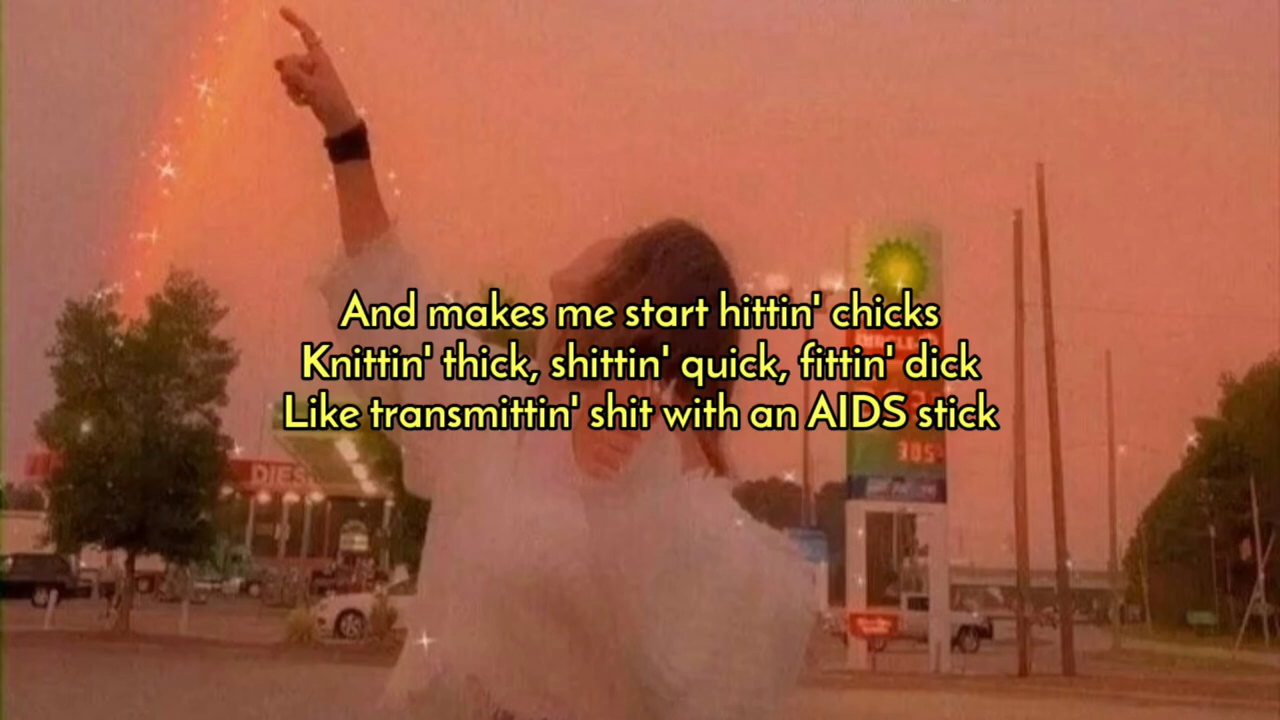 And makes me start hittin' chicks
Knittin' thick, shittin' quick, fittin' dick
Like transmittin' shit with an AIDS stick
DIES